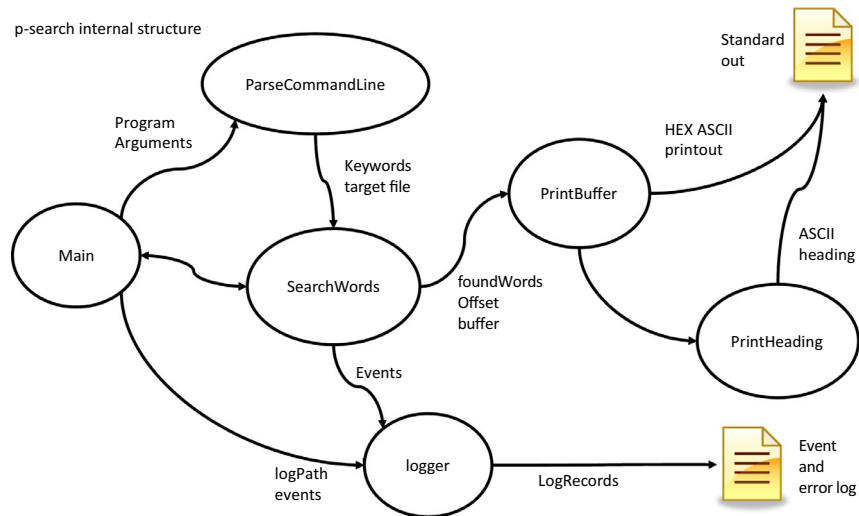 p-search internal structure
Standard
out
ParseCommandLine
Program
Arguments
HEX ASCII
printout
Keywords
target file
PrintBuffer
Main
SearchWords
ASCII
heading
foundWords
Offset
buffer
PrintHeading
Events
logPath
events
logger
LogRecords
Event
and
error log